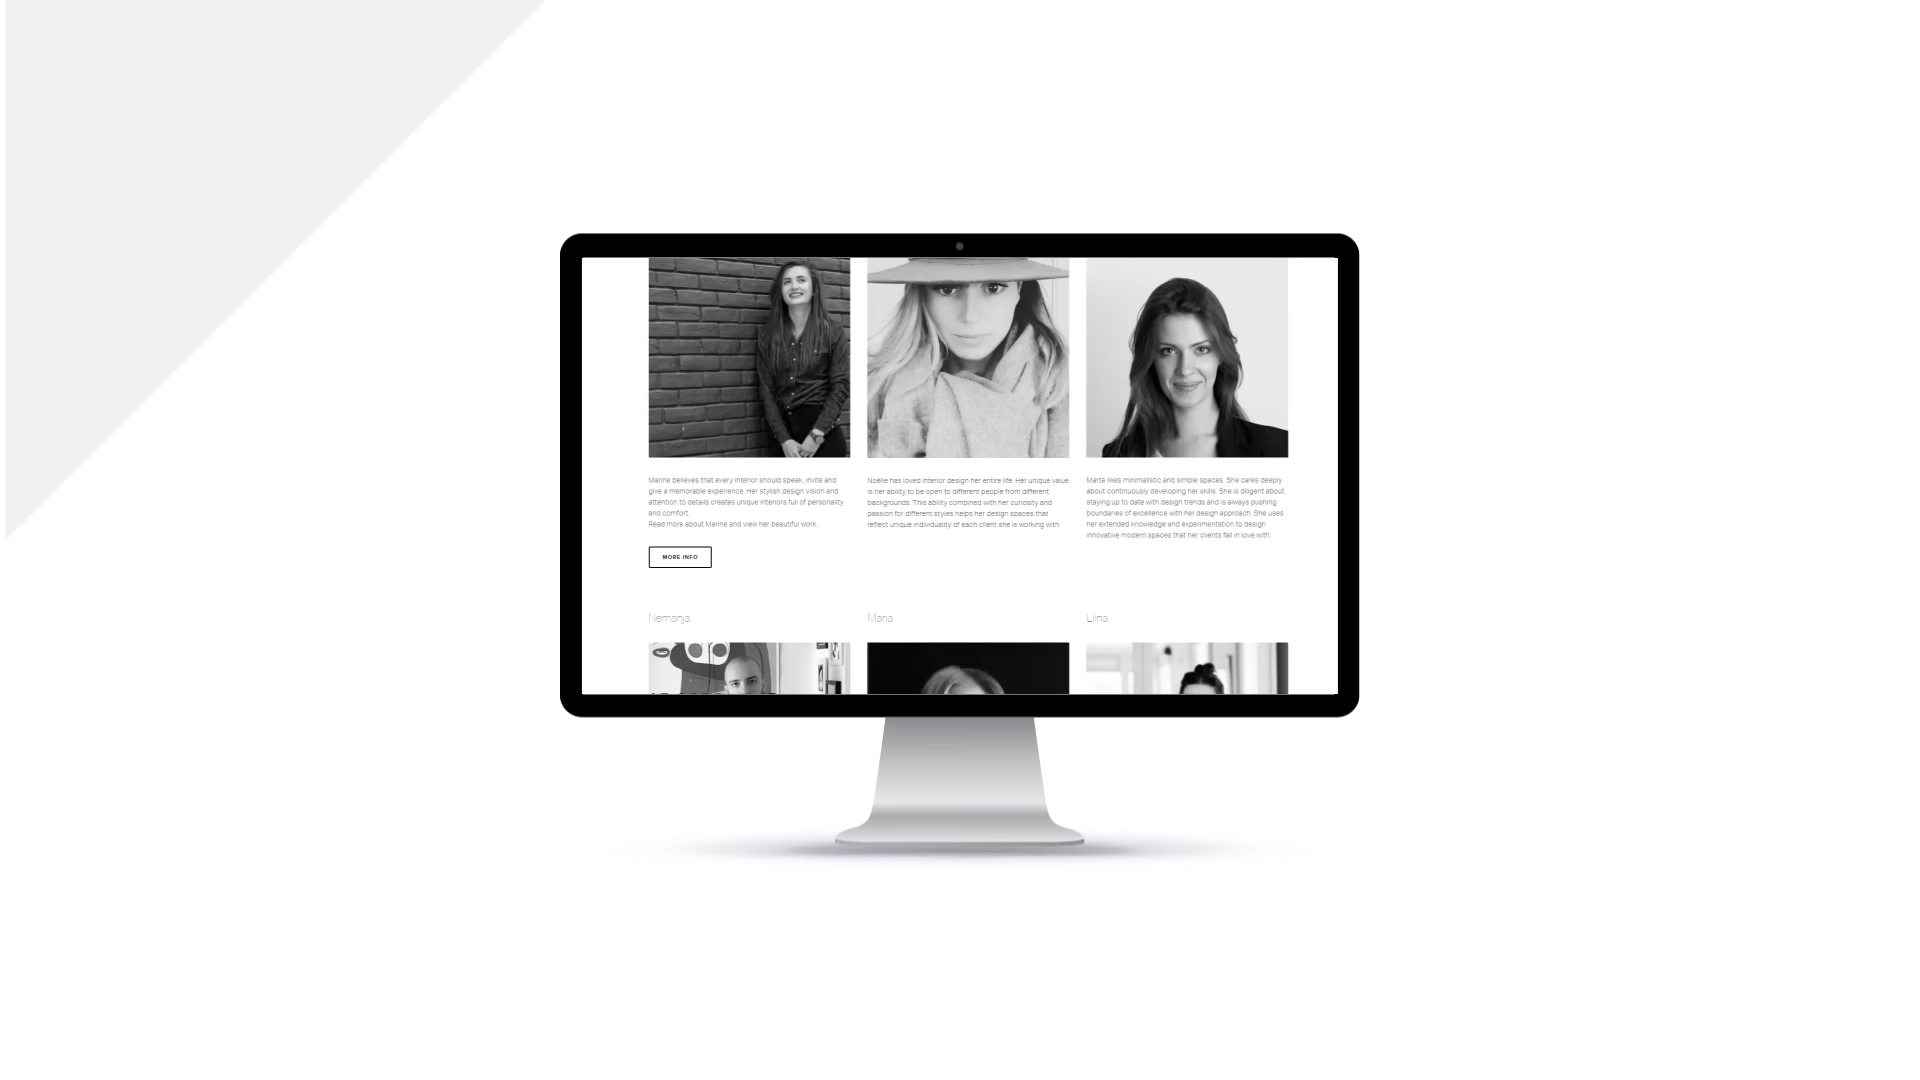 Marine believes that every interior should speak, invite and
give a memorable experience. Her stylish design vision and
attention to details creates unique interiors full of personality
and comfort.
Read more about Marine and view her beautiful work.
MORE INFO
Noëlle has loved interior design her entire life. Her unique value
is her ability to be open to different people from different
backgrounds. This ability combined with her curiosity and
passion for different styles helps her design spaces that
reflect unique individuality of each client she is working with.
Marta likes minimalistic and simple spaces. She cares deeply
about continuously developing her skills. She is diligent about
staying up to date with design trends and is always pushing
boundaries of excellence with her design approach. She uses
her extended knowledge and experimentation to design
innovative modern spaces that her clients fall in love with.
Nemanja
Maria
Liina